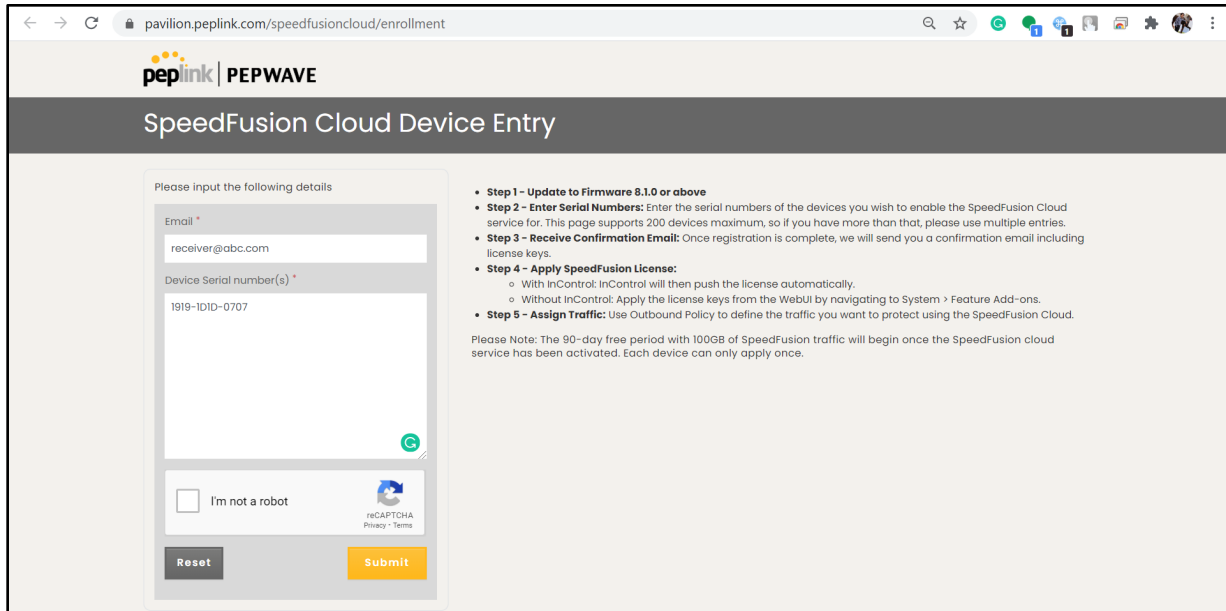 pavilion.peplink.com/speedfusioncloud/enrollment
1
1
peplink | PEPWAVE
SpeedFusion Cloud Device Entry
Please input the following details
Email *
receiver@abc.com
Device Serial number(s) *
1919-1D1D-0707
G
I'm not a robot
reCAPTCHA
Privacy - Terms
Reset
Submit
• Step 1 - Update to Firmware 8.1.0 or above
• Step 2 - Enter Serial Numbers: Enter the serial numbers of the devices you wish to enable the SpeedFusion Cloud
service for. This page supports 200 devices maximum, so if you have more than that, please use multiple entries.
• Step 3 - Receive Confirmation Email: Once registration is complete, we will send you a confirmation email including
license keys.
• Step 4 - Apply SpeedFusion License:
○ With InControl: InControl will then push the license automatically.
○ Without InControl: Apply the license keys from the WebUI by navigating to System > Feature Add-ons.
• Step 5 - Assign Traffic: Use Outbound Policy to define the traffic you want to protect using the SpeedFusion Cloud.
Please Note: The 90-day free period with 100GB of SpeedFusion traffic will begin once the SpeedFusion cloud
service has been activated. Each device can only apply once.